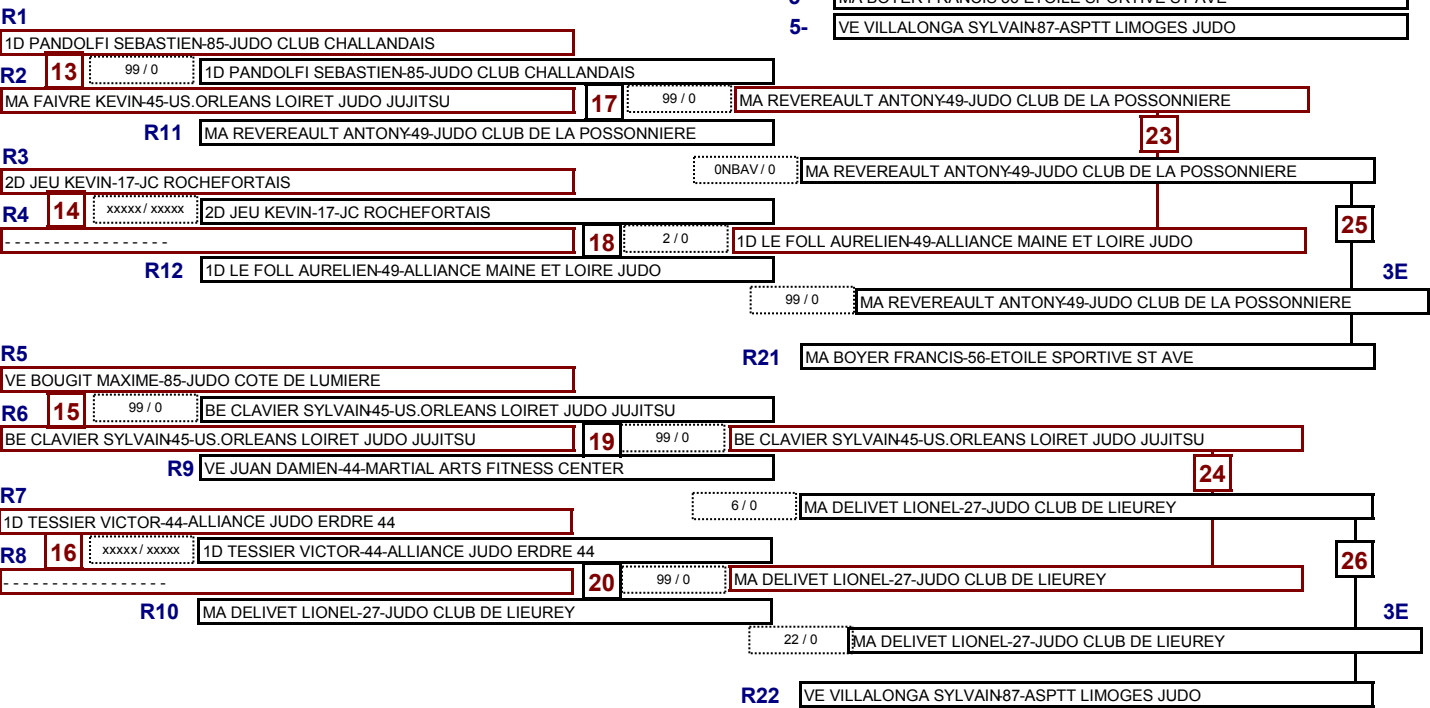 MA BOYER FRANCIS-56-ETOILE SPORTIVE ST AVE
R1
5- VE VILLALONGA SYLVAIN-87-ASPTT LIMOGES JUDO
1D PANDOLFI SEBASTIEN-85-JUDO CLUB CHALLANDAIS
R2 13 99 / 0 1D PANDOLFI SEBASTIEN-85-JUDO CLUB CHALLANDAIS
MA FAIVRE KEVIN-45-US.ORLEANS LOIRET JUDO JUJITSU 17 99 / 0 MA REVEREAULT ANTONY-49-JUDO CLUB DE LA POSSONNIERE
R11 MA REVEREAULT ANTONY-49-JUDO CLUB DE LA POSSONNIERE 23
R3
0NBAV / 0 MA REVEREAULT ANTONY-49-JUDO CLUB DE LA POSSONNIERE
2D JEU KEVIN-17-JC ROCHEFORTAIS
R4 14 xxxxx / xxxxx 2D JEU KEVIN-17-JC ROCHEFORTAIS 25
- - - - - - - - - - - - - - - - - 18 2 / 0 1D LE FOLL AURELIEN-49-ALLIANCE MAINE ET LOIRE JUDO
R12 1D LE FOLL AURELIEN-49-ALLIANCE MAINE ET LOIRE JUDO 3E
99 / 0 MA REVEREAULT ANTONY-49-JUDO CLUB DE LA POSSONNIERE
R5
R21 MA BOYER FRANCIS-56-ETOILE SPORTIVE ST AVE
VE BOUGIT MAXIME-85-JUDO COTE DE LUMIERE
R6 15 99 / 0 BE CLAVIER SYLVAIN-45-US.ORLEANS LOIRET JUDO JUJITSU
BE CLAVIER SYLVAIN-45-US.ORLEANS LOIRET JUDO JUJITSU 19 99 / 0 BE CLAVIER SYLVAIN-45-US.ORLEANS LOIRET JUDO JUJITSU
R9 VE JUAN DAMIEN-44-MARTIAL ARTS FITNESS CENTER 24
R7
6 / 0 MA DELIVET LIONEL-27-JUDO CLUB DE LIEUREY
1D TESSIER VICTOR-44-ALLIANCE JUDO ERDRE 44
R8 16 xxxxx / xxxxx 1D TESSIER VICTOR-44-ALLIANCE JUDO ERDRE 44 26
- - - - - - - - - - - - - - - - - 20 99 / 0 MA DELIVET LIONEL-27-JUDO CLUB DE LIEUREY
R10 MA DELIVET LIONEL-27-JUDO CLUB DE LIEUREY 3E
22 / 0 MA DELIVET LIONEL-27-JUDO CLUB DE LIEUREY
R22 VE VILLALONGA SYLVAIN-87-ASPTT LIMOGES JUDO